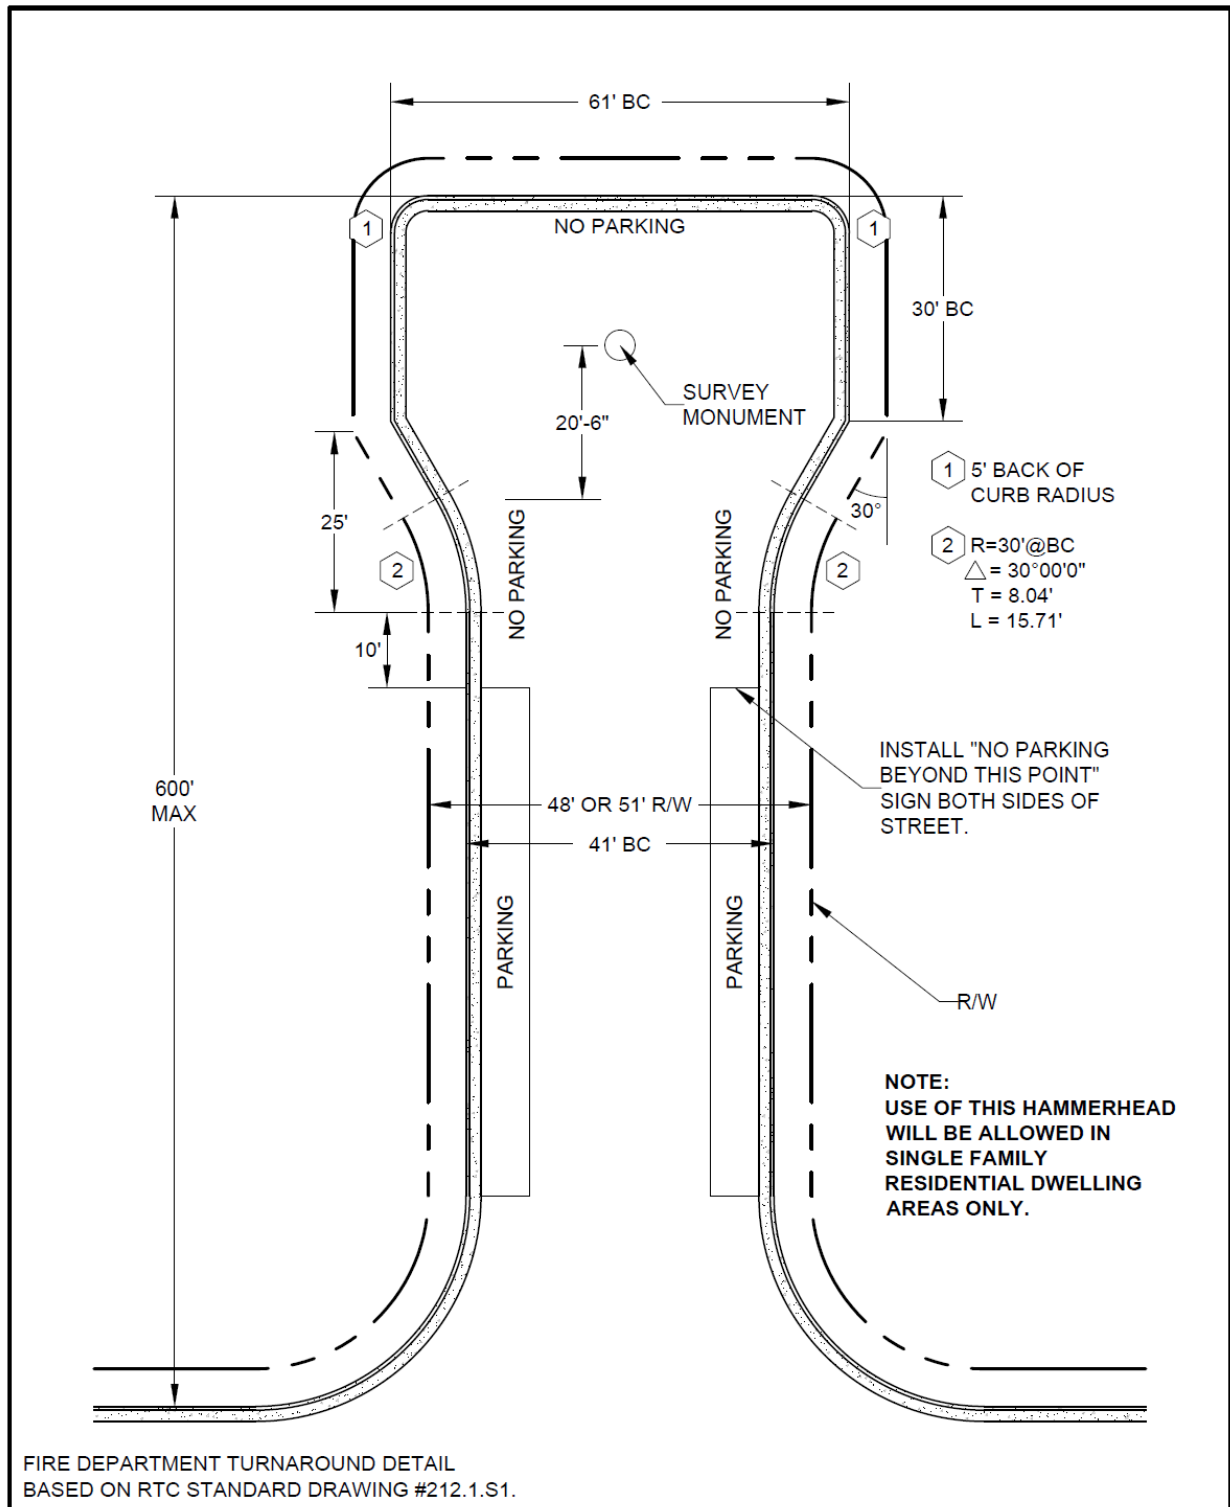 61' BC
1
1
NO PARKING
30' BC
SURVEY
MONUMENT
20'-6"
1 5' BACK OF
CURB RADIUS
30°
25'
NO PARKING
NO PARKING
2
2
2 R=30'@BC
△ = 30°00'0"
T = 8.04'
L = 15.71'
10'
INSTALL "NO PARKING
BEYOND THIS POINT"
SIGN BOTH SIDES OF
STREET.
600'
MAX
48' OR 51' R/W
41' BC
PARKING
PARKING
R/W
NOTE:
USE OF THIS HAMMERHEAD
WILL BE ALLOWED IN
SINGLE FAMILY
RESIDENTIAL DWELLING
AREAS ONLY.
FIRE DEPARTMENT TURNAROUND DETAIL
BASED ON RTC STANDARD DRAWING #212.1.S1.